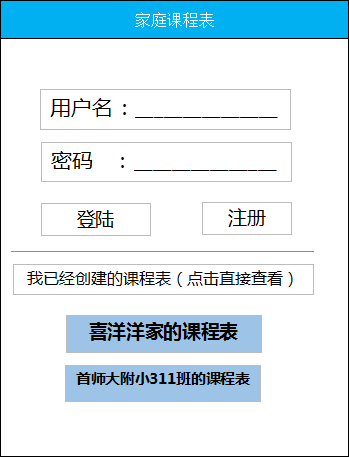 家庭课程表
用户名：_______________
密码　：_______________
登陆
注册
我已经创建的课程表（点击直接查看）
喜洋洋家的课程表
首师大附小311班的课程表